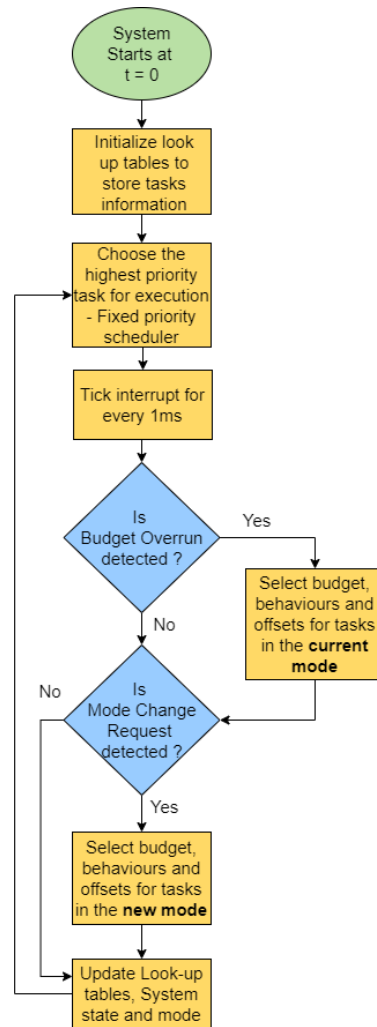 System
Starts at
t = 0
Initialize look
up tables to
store tasks
information
Choose the
highest priority
task for execution
- Fixed priority
scheduler
Tick interrupt for
every 1ms
Is
Budget Overrun
detected ?
Yes
Select budget,
behaviours and
offsets for tasks
in the current
mode
No
No
Is
Mode Change
Request
detected ?
Yes
Select budget,
behaviours and
offsets for tasks
in the new mode
Update Look-up
tables, System
state and mode